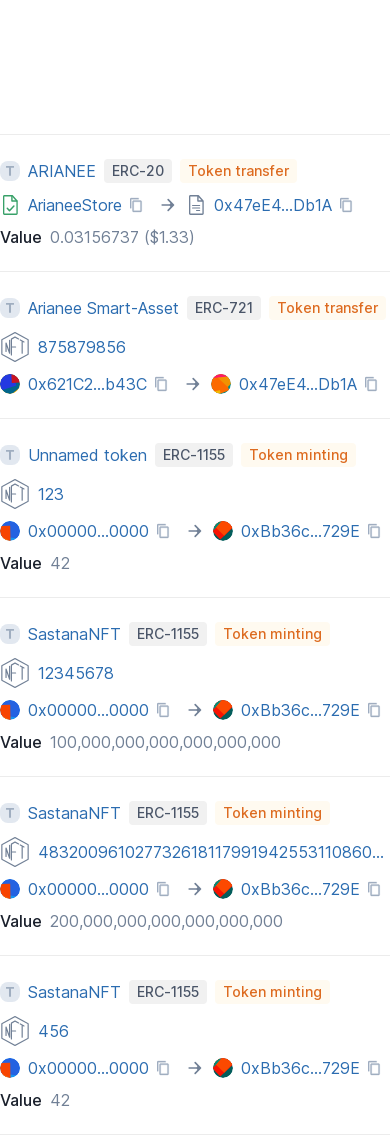 T ARIANEE ERC-20 Token transfer
ArianeeStore → 0x47eE4...Db1A
Value 0.03156737 ($1.33)
T Arianee Smart-Asset ERC-721 Token transfer
NFT 875879856
0x621C2...b43C → 0x47eE4...Db1A
T Unnamed token ERC-1155 Token minting
NFT 123
0x00000...0000 → 0xBb36c...729E
Value 42
T SastanaNFT ERC-1155 Token minting
NFT 12345678
0x00000...0000 → 0xBb36c...729E
Value 100,000,000,000,000,000,000
T SastanaNFT ERC-1155 Token minting
NFT 483200961027732618117991942553110860...
0x00000...0000 → 0xBb36c...729E
Value 200,000,000,000,000,000,000
T SastanaNFT ERC-1155 Token minting
NFT 456
0x00000...0000 → 0xBb36c...729E
Value 42